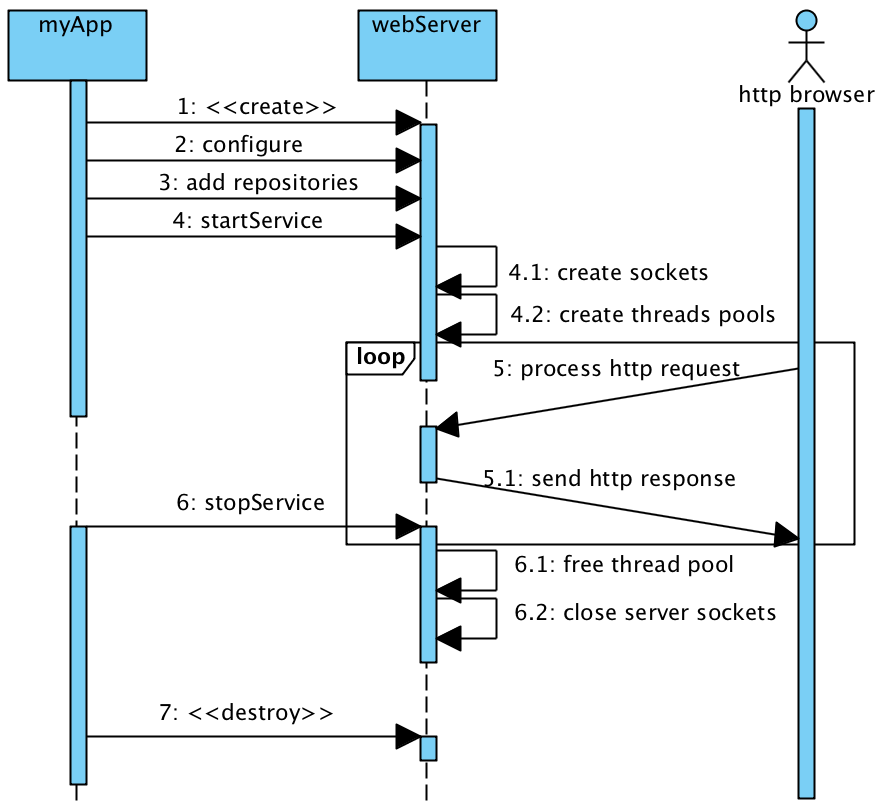 myApp
webServer
http browser
1: <<create>>
2: configure
3: add repositories
4: startService
4.1: create sockets
4.2: create threads pools
loop
5: process http request
5.1: send http response
6: stopService
6.1: free thread pool
6.2: close server sockets
7: <<destroy>>